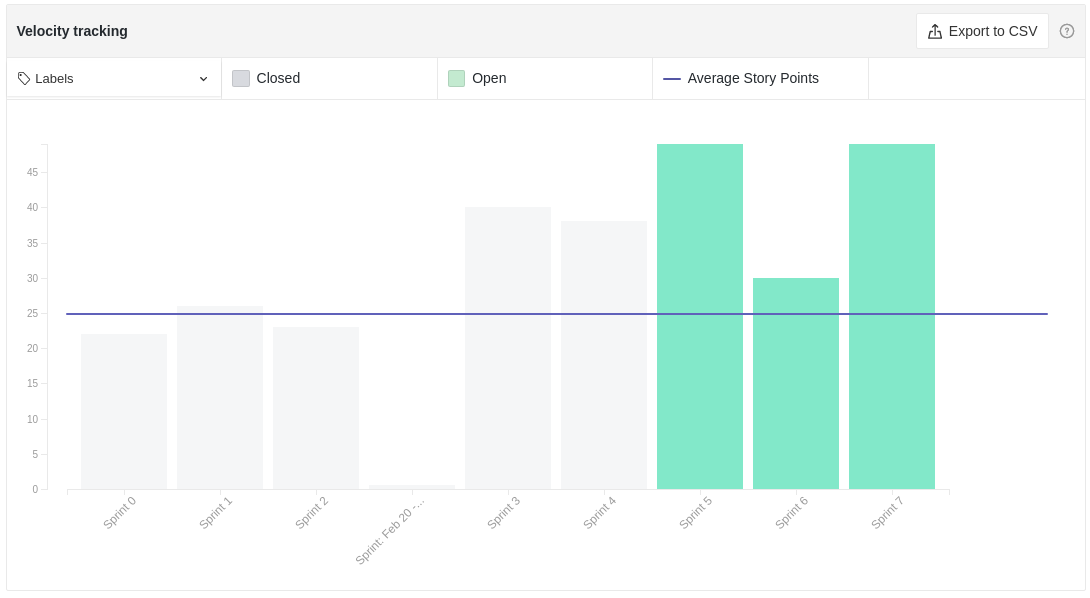 Velocity tracking
Export to CSV
Labels
Closed
Open
Average Story Points
45
40
35
30
25
20
15
10
5
0
Sprint 0
Sprint 1
Sprint 2
Sprint: Feb 20 -...
Sprint 3
Sprint 4
Sprint 5
Sprint 6
Sprint 7